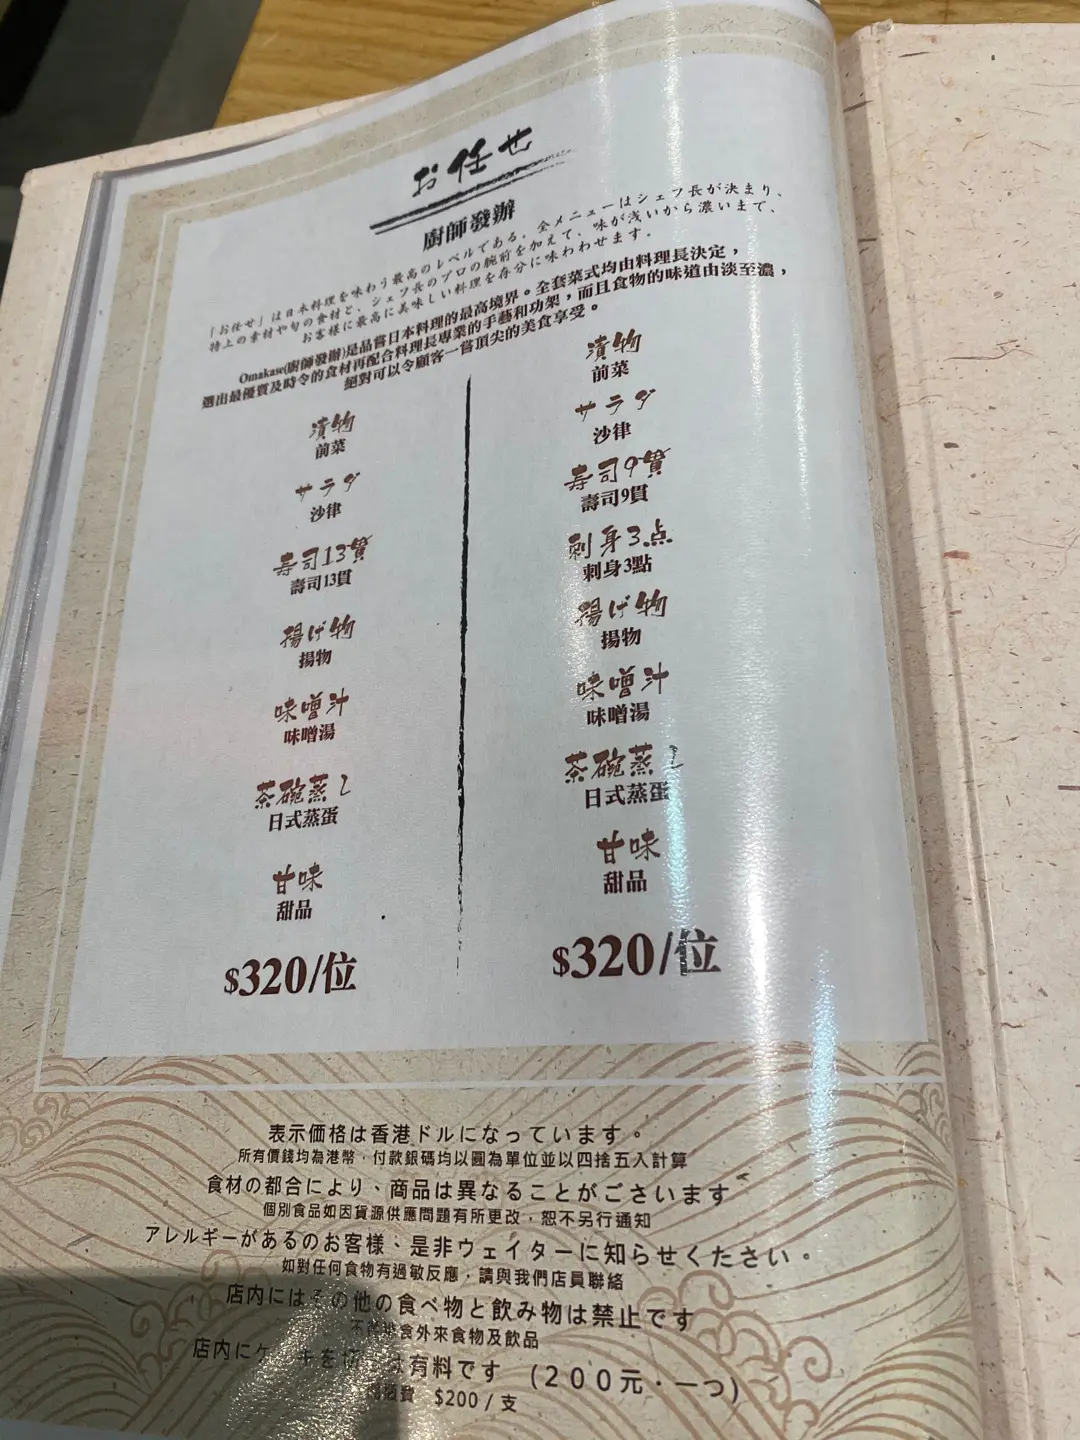 お任せ
廚師發辦
「お任せ」は日本料理を味わう最高のレベルである。全メニューはシェフ長が決まり、
特上の素材や旬の食材と、シェフ長のプロの腕前を加えて、味が浅いから濃いまで、
お客様に最高に美味しい料理を存分に味わわせます。
Omakase(廚師發辦)是品嘗日本料理的最高境界。全套菜式均由料理長決定，
選出最優質及時令的食材再配合料理長專業的手藝和功架，而且食物的味道由淡至濃，
絕對可以令顧客一嘗頂尖的美食享受。
漬物
前菜
サラダ
沙律
寿司13貫
壽司13貫
揚げ物
揚物
味噌汁
味噌湯
茶碗蒸し
日式蒸蛋
甘味
甜品
$320/位
漬物
前菜
サラダ
沙律
寿司9貫
壽司9貫
刺身3点
刺身3點
揚げ物
揚物
味噌汁
味噌湯
茶碗蒸し
日式蒸蛋
甘味
甜品
$320/位
表示価格は香港ドルになっています。
所有價錢均為港幣，付款銀碼均以圓為單位並以四捨五入計算
食材の都合により、商品は異なることがごさいます
個別食品如因貨源供應問題有所更改，恕不另行通知
アレルギーがあるのお客様、是非ウェイターに知らせください。
如對任何食物有過敏反應，請與我們店員聯絡
店内にはその他の食べ物と飲み物は禁止です
不 食外來食物及飲品
店内にケーキを は有料です (200元・一つ)
費 $200 / 支